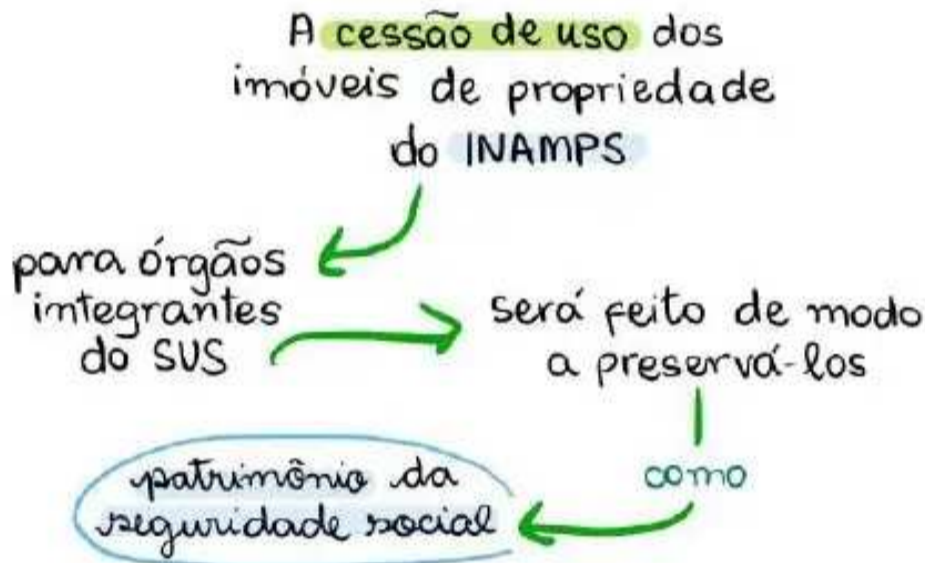 A cessão de uso dos
imóveis de propriedade
do INAMPS
para órgãos
integrantes
do SUS
será feito de modo
a preservá-los
como
patrimônio da
seguridade social